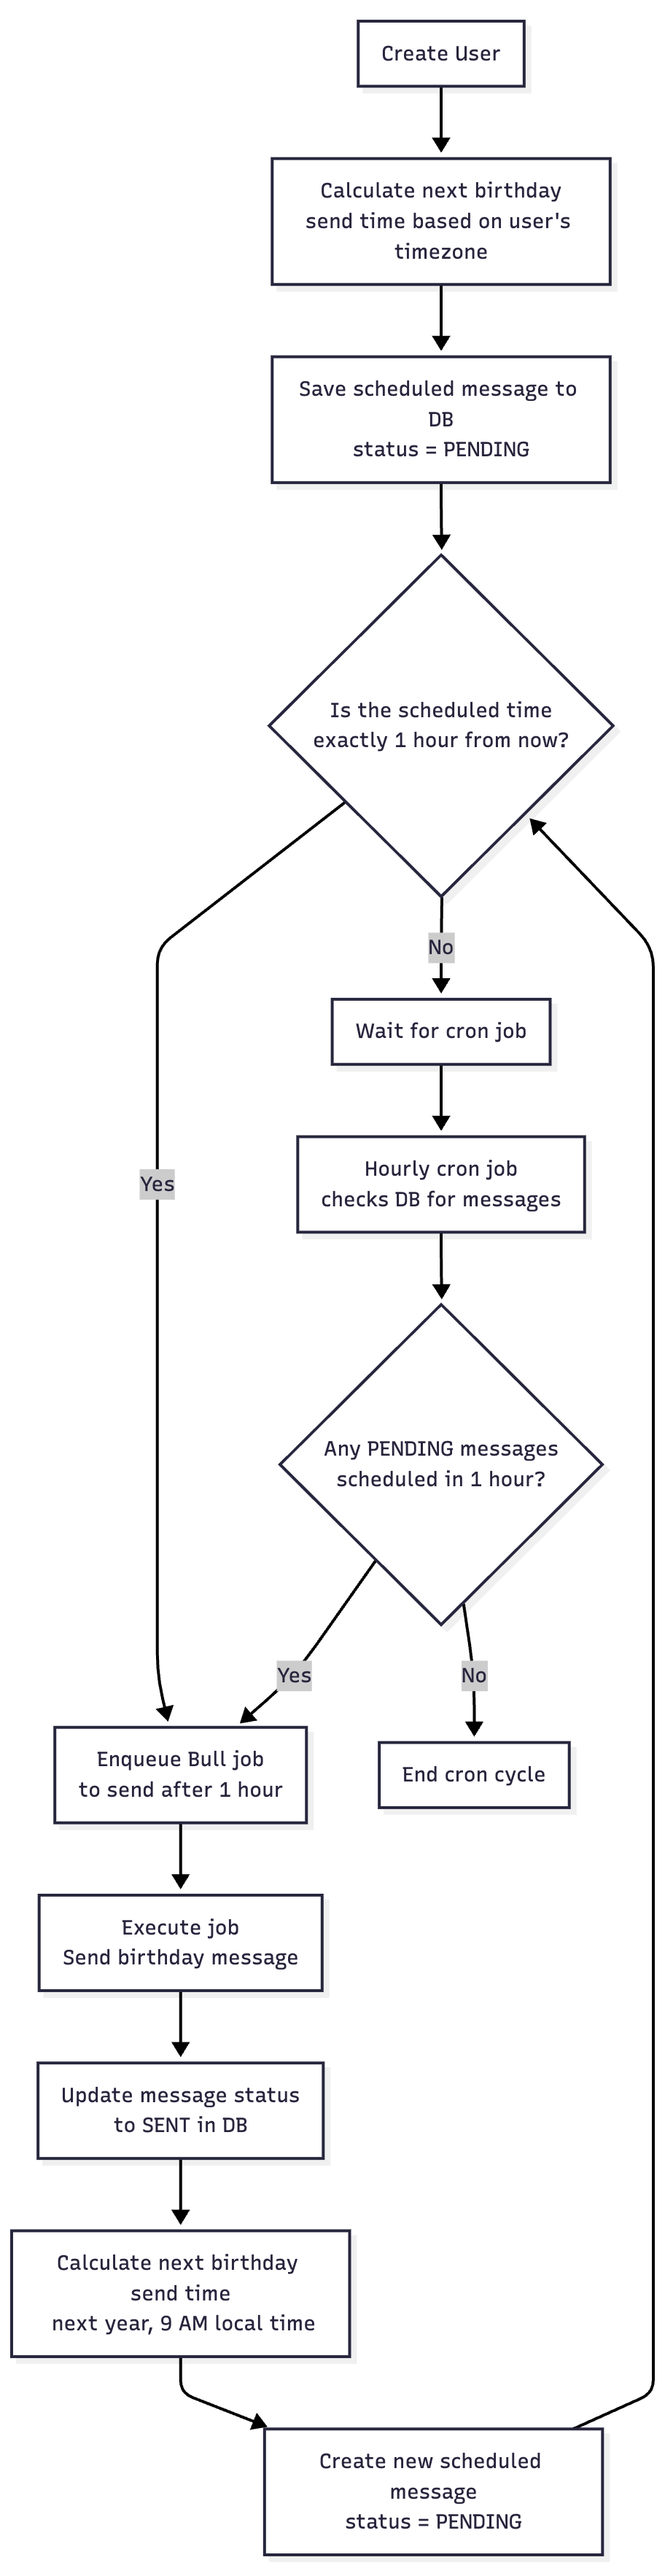 Create User
Calculate next birthday
send time based on user's
timezone
Save scheduled message to
DB
status = PENDING
Is the scheduled time
exactly 1 hour from now?
No
Wait for cron job
Hourly cron job
checks DB for messages
Yes
Any PENDING messages
scheduled in 1 hour?
Yes
No
Enqueue Bull job
to send after 1 hour
End cron cycle
Execute job
Send birthday message
Update message status
to SENT in DB
Calculate next birthday
send time
next year, 9 AM local time
Create new scheduled
message
status = PENDING